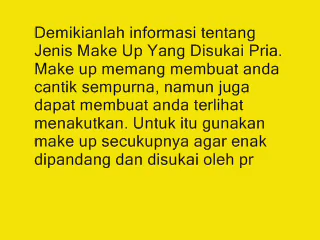 Demikianlah informasi tentang
Jenis Make Up Yang Disukai Pria.
Make up memang membuat anda
cantik sempurna, namun juga
dapat membuat anda terlihat
menakutkan. Untuk itu gunakan
make up secukupnya agar enak
dipandang dan disukai oleh pr